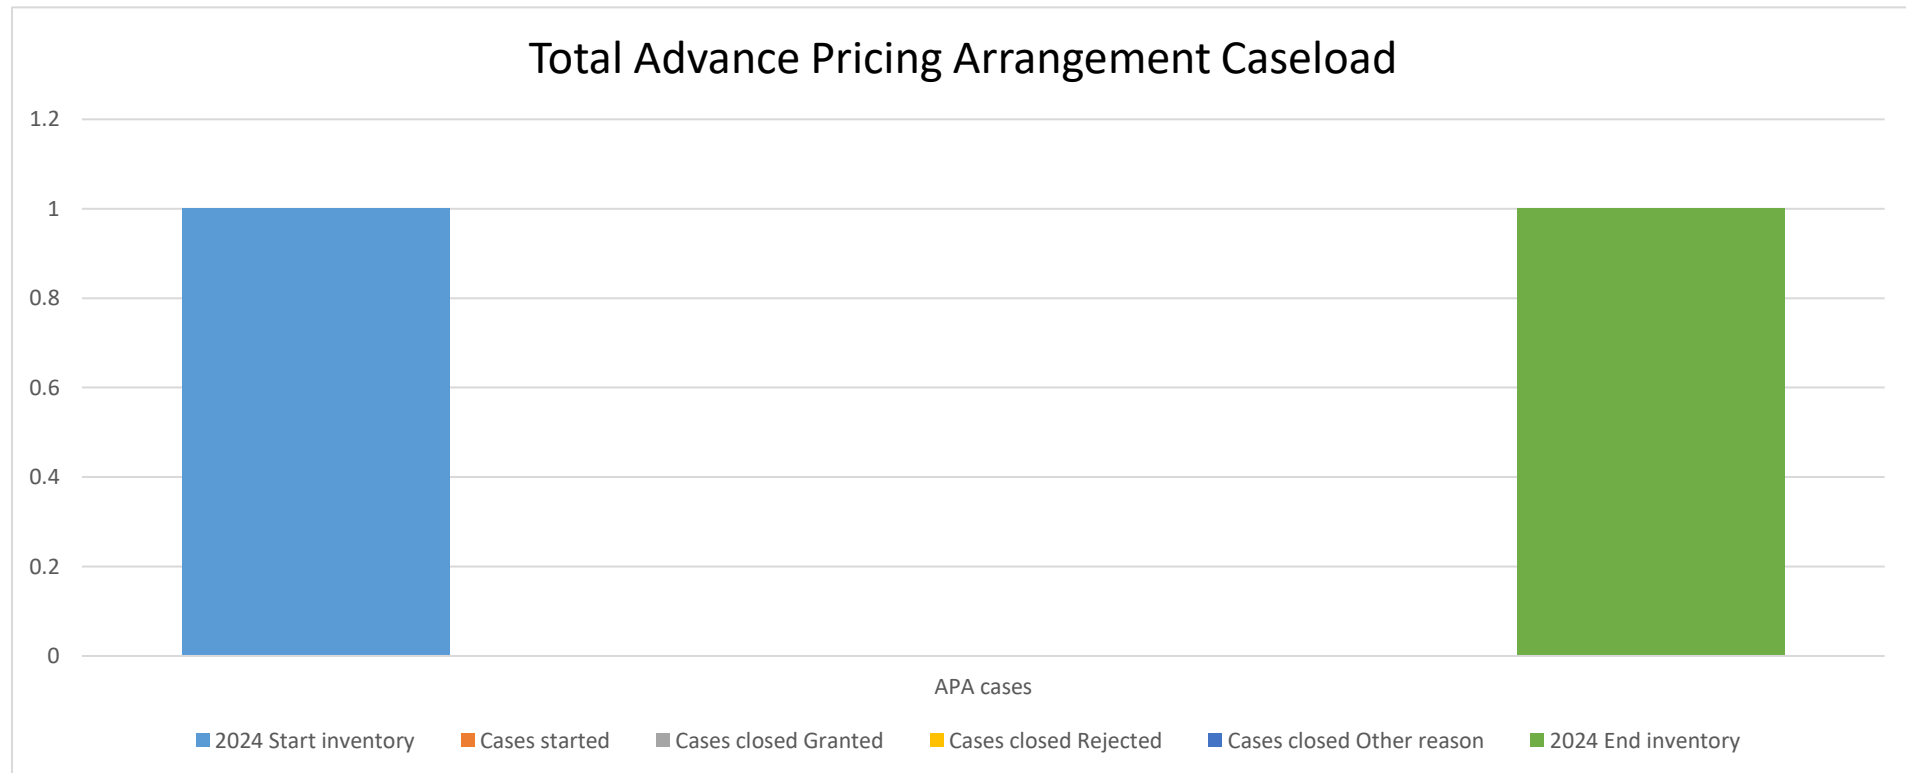 Total Advance Pricing Arrangement Caseload
1.2
1
0.8
0.6
0.4
0.2
0
APA cases
2024 Start inventory Cases started Cases closed Granted Cases closed Rejected Cases closed Other reason 2024 End inventory